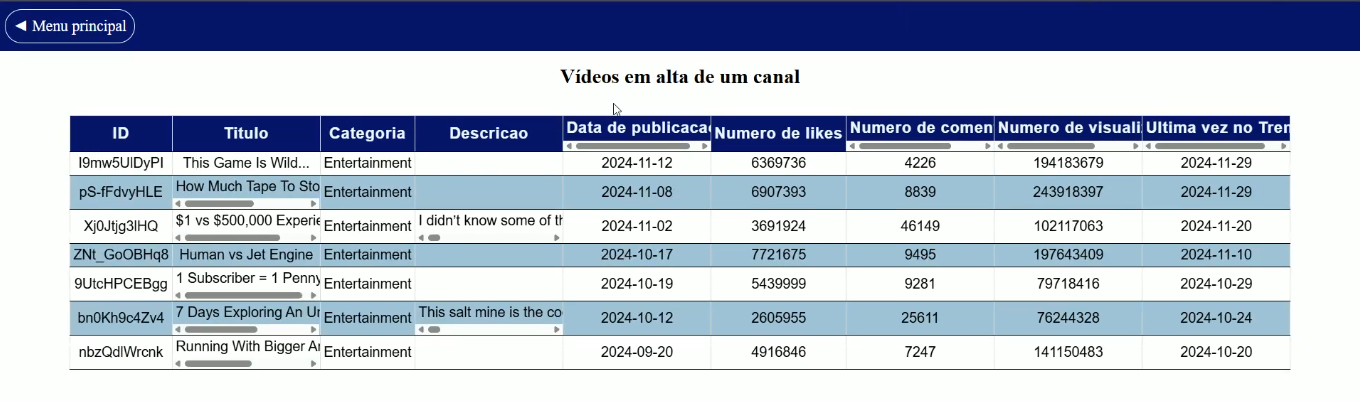 ◄ Menu principal
Vídeos em alta de um canal
ID Titulo Categoria Descricao Data de publicaca Numero de likes Numero de comen Numero de visuali Ultima vez no Tren
I9mw5UlDyPI This Game Is Wild... Entertainment 2024-11-12 6369736 4226 194183679 2024-11-29
pS-fFdvyHLE How Much Tape To Sto Entertainment 2024-11-08 6907393 8839 243918397 2024-11-29
Xj0Jtjg3lHQ $1 vs $500,000 Experie Entertainment I didn't know some of th 2024-11-02 3691924 46149 102117063 2024-11-20
ZNt_GoOBHq8 Human vs Jet Engine Entertainment 2024-10-17 7721675 9495 197643409 2024-11-10
9UtcHPCEBgg 1 Subscriber = 1 Penny Entertainment 2024-10-19 5439999 9281 79718416 2024-10-29
bn0Kh9c4Zv4 7 Days Exploring An Un Entertainment This salt mine is the co 2024-10-12 2605955 25611 76244328 2024-10-24
nbzQdlWrcnk Running With Bigger An Entertainment 2024-09-20 4916846 7247 141150483 2024-10-20